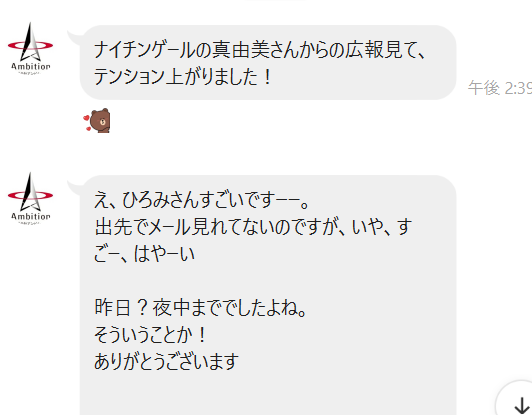 Ambition
ナイチンゲールの真由美さんからの広報見て、
テンション上がりました！
午後 2:39
Ambition
え、ひろみさんすごいですーー。
出先でメール見れてないのですが、いや、す
ごー、はやーい
昨日？夜中まででしたよね。
そういうことか！
ありがとうございます